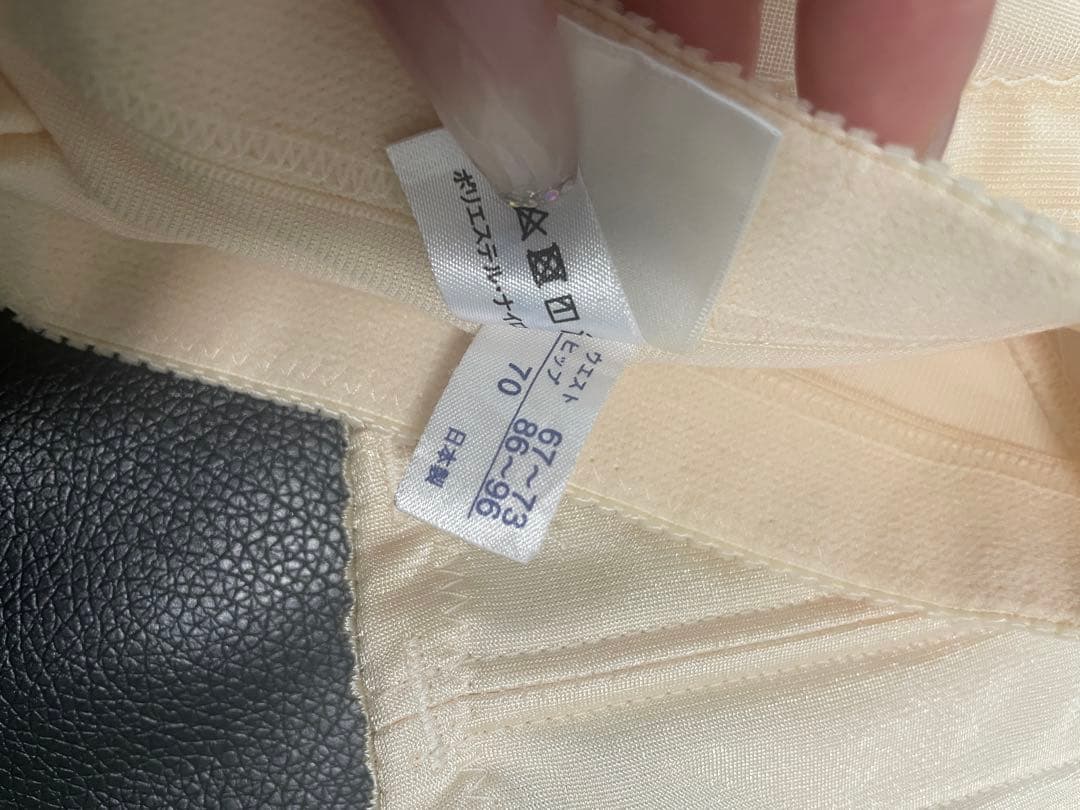 ポリエステル・ナイロ
ウエスト 67~73
ヒップ 86~96
70
日本製